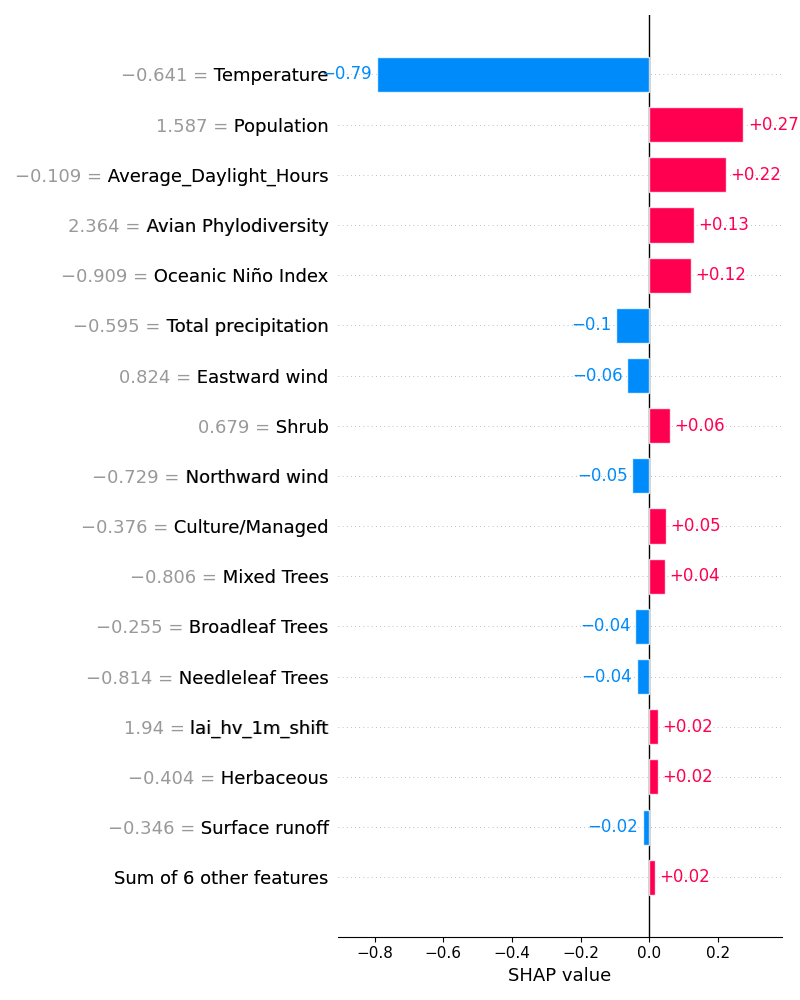 −0.641 = Temperature −0.79
1.587 = Population +0.27
−0.109 = Average_Daylight_Hours +0.22
2.364 = Avian Phylodiversity +0.13
−0.909 = Oceanic Niño Index +0.12
−0.595 = Total precipitation −0.1
0.824 = Eastward wind −0.06
0.679 = Shrub +0.06
−0.729 = Northward wind −0.05
−0.376 = Culture/Managed +0.05
−0.806 = Mixed Trees +0.04
−0.255 = Broadleaf Trees −0.04
−0.814 = Needleleaf Trees −0.04
1.94 = lai_hv_1m_shift +0.02
−0.404 = Herbaceous +0.02
−0.346 = Surface runoff −0.02
Sum of 6 other features +0.02
−0.8 −0.6 −0.4 −0.2 0.0 0.2
SHAP value